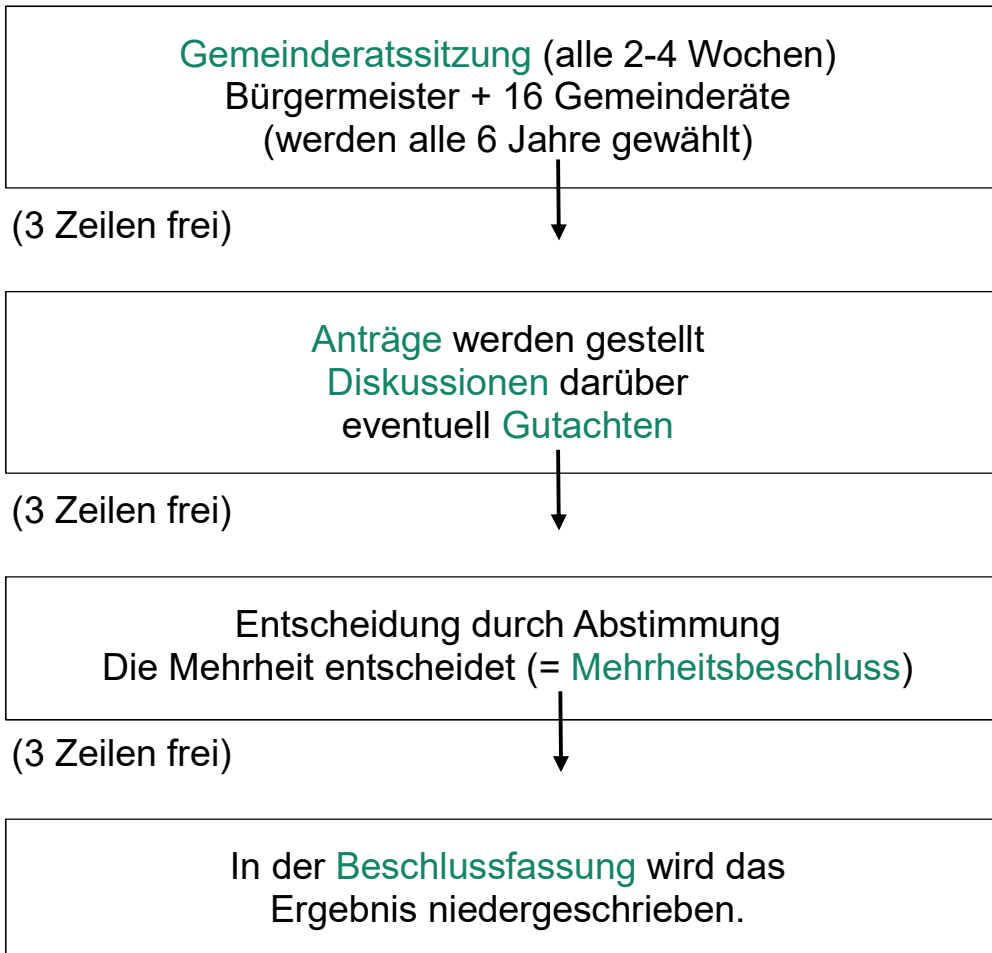 Gemeinderatssitzung (alle 2-4 Wochen)
Bürgermeister + 16 Gemeinderäte
(werden alle 6 Jahre gewählt)
(3 Zeilen frei)
Anträge werden gestellt
Diskussionen darüber
eventuell Gutachten
(3 Zeilen frei)
Entscheidung durch Abstimmung
Die Mehrheit entscheidet (= Mehrheitsbeschluss)
(3 Zeilen frei)
In der Beschlussfassung wird das
Ergebnis niedergeschrieben.